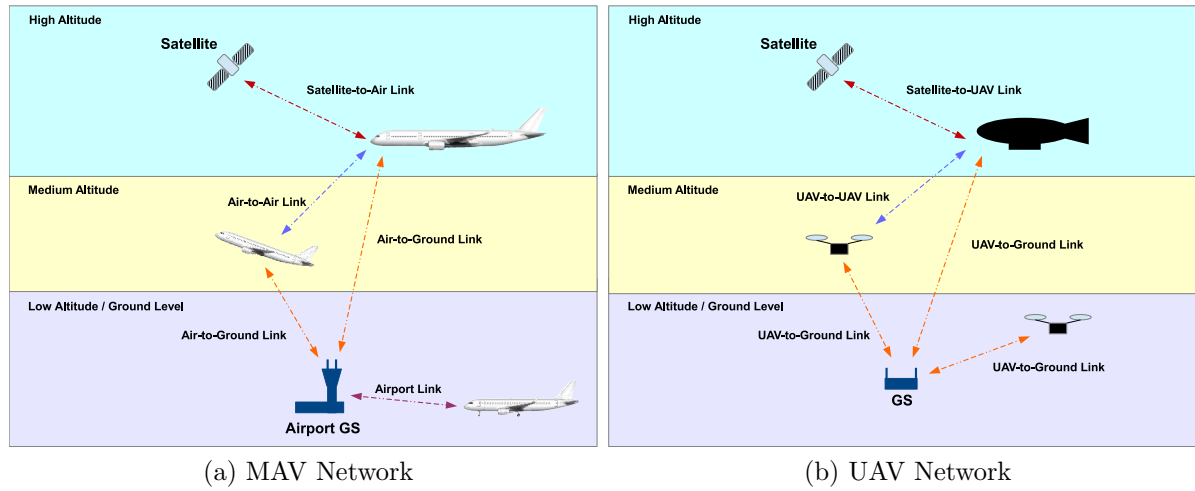 High Altitude
Satellite
Satellite-to-Air Link
Medium Altitude
Air-to-Air Link
Air-to-Ground Link
Low Altitude / Ground Level
Air-to-Ground Link
Airport Link
Airport GS
(a) MAV Network
High Altitude
Satellite
Satellite-to-UAV Link
Medium Altitude
UAV-to-UAV Link
UAV-to-Ground Link
Low Altitude / Ground Level
UAV-to-Ground Link
UAV-to-Ground Link
GS
(b) UAV Network